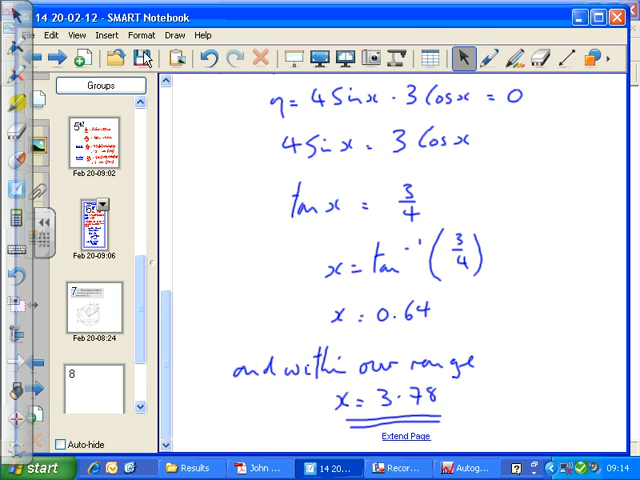 14 20-02-12 - SMART Notebook
File Edit View Insert Format Draw Help
Groups
Feb 20-09:02
Feb 20-09:06
7
Feb 20-08:24
8
Auto-hide
y = 4 Sin x - 3 Cos x = 0
4 Sin x = 3 Cos x
tan x = 3/4
x = tan⁻¹ (3/4)
x = 0.64
and within our range
x = 3.78
Extend Page
start Results John ... 14 20... Recor... Autog... 09:14